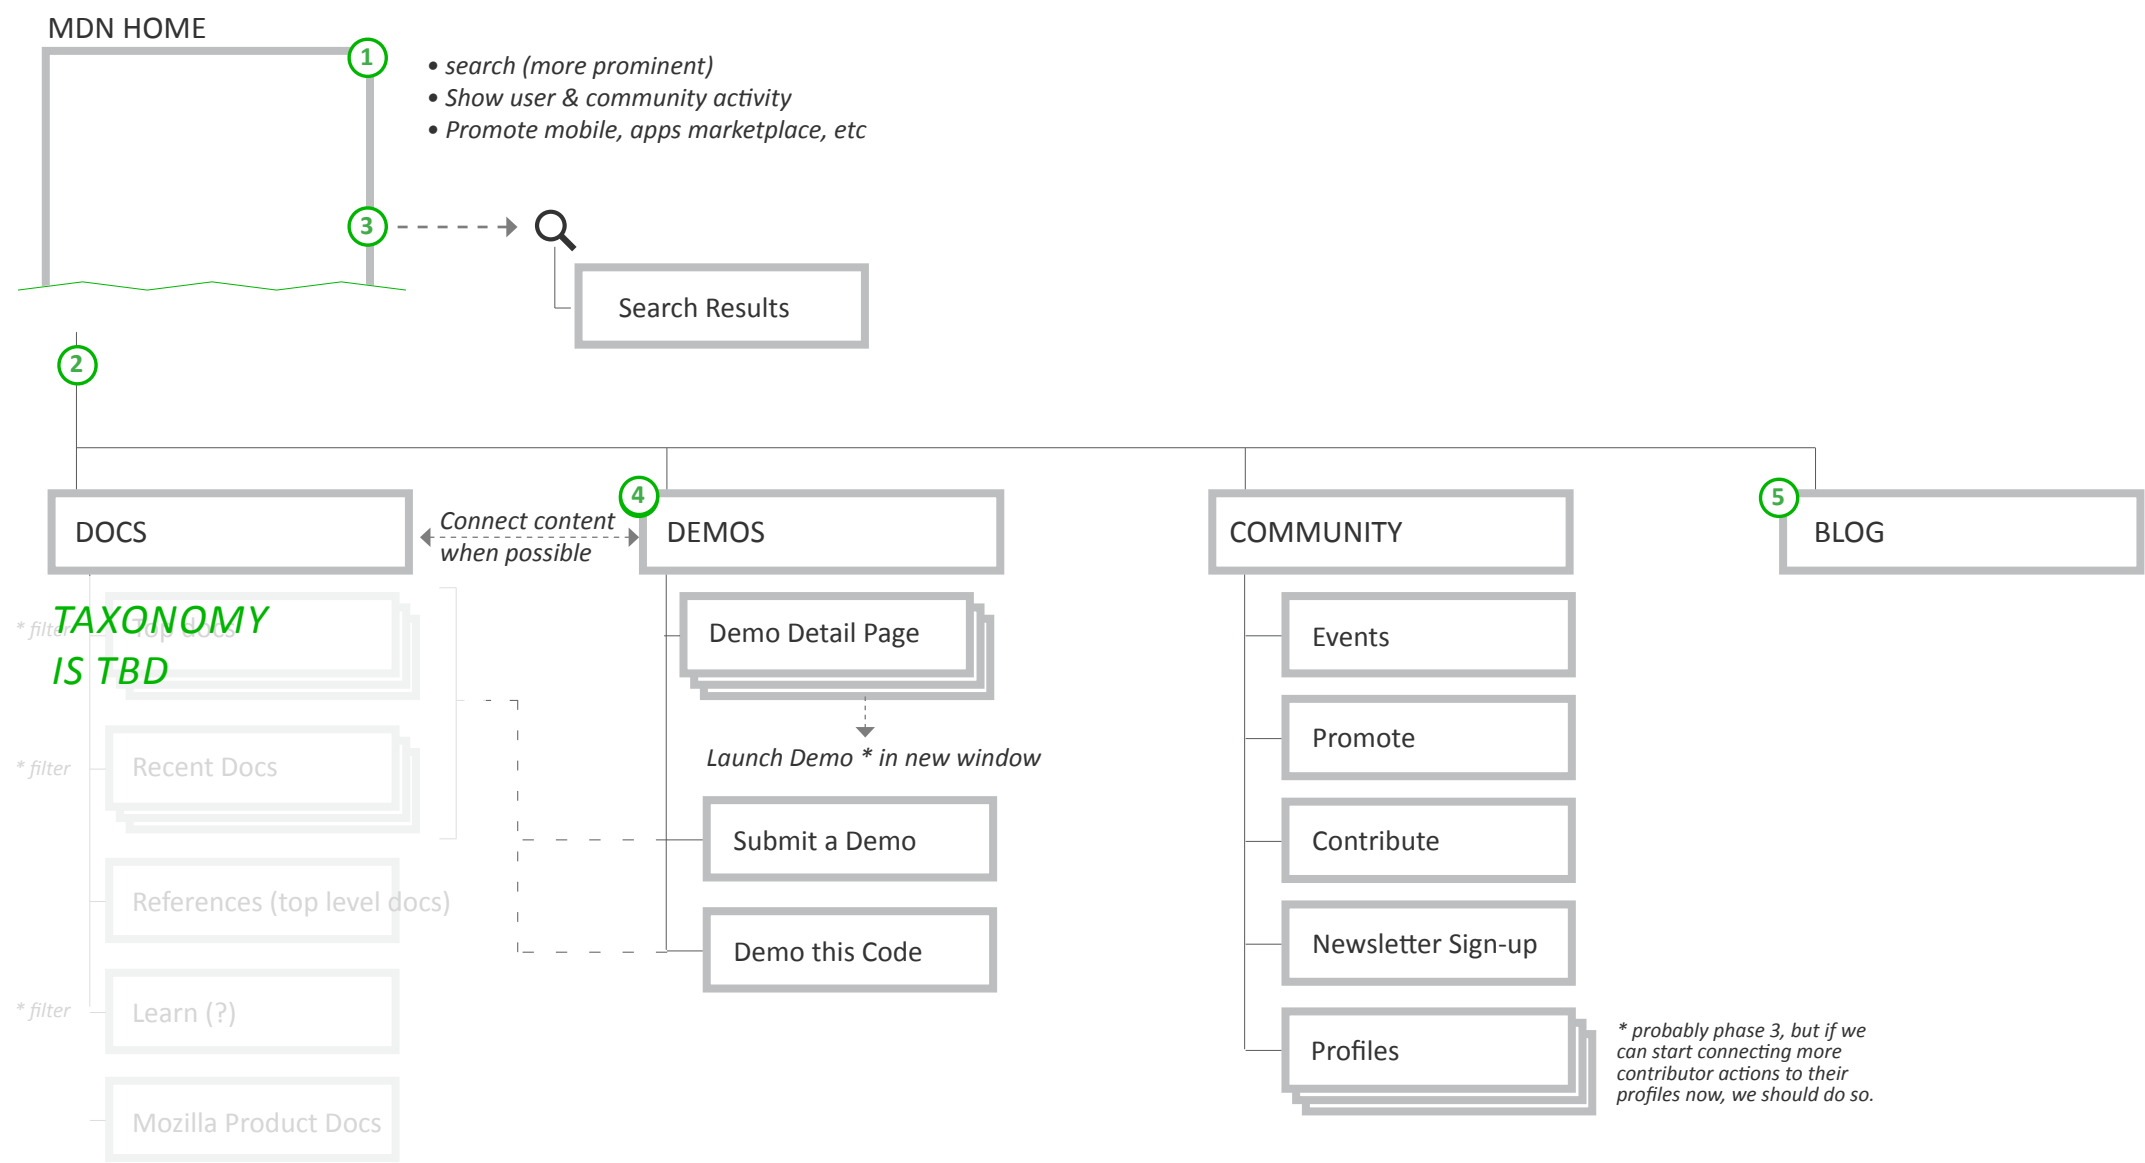 MDN HOME
1
• search (more prominent)
• Show user & community activity
• Promote mobile, apps marketplace, etc
3
Search Results
2
4
5
DOCS
Connect content
when possible
DEMOS
COMMUNITY
BLOG
* filter
Top docs
TAXONOMY
IS TBD
Demo Detail Page
Events
* filter
Recent Docs
Launch Demo * in new window
Promote
Submit a Demo
Contribute
References (top level docs)
Demo this Code
Newsletter Sign-up
* filter
Learn (?)
Profiles
* probably phase 3, but if we
can start connecting more
contributor actions to their
profiles now, we should do so.
Mozilla Product Docs